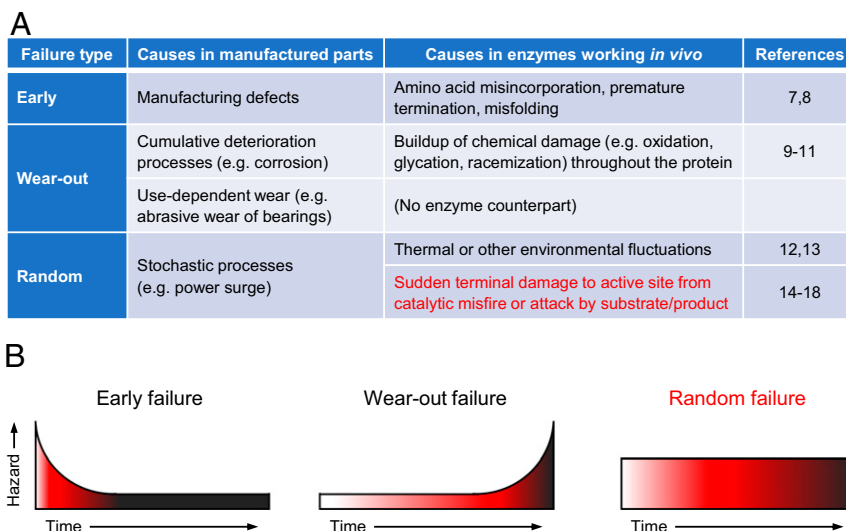 A
Failure type Causes in manufactured parts Causes in enzymes working in vivo References
Early Manufacturing defects Amino acid misincorporation, premature
termination, misfolding 7,8
Wear-out Cumulative deterioration
processes (e.g. corrosion) Buildup of chemical damage (e.g. oxidation,
glycation, racemization) throughout the protein 9-11
Use-dependent wear (e.g.
abrasive wear of bearings) (No enzyme counterpart)
Random Stochastic processes
(e.g. power surge) Thermal or other environmental fluctuations 12,13
Sudden terminal damage to active site from
catalytic misfire or attack by substrate/product 14-18
B
Early failure Wear-out failure Random failure
Hazard
Time Time Time